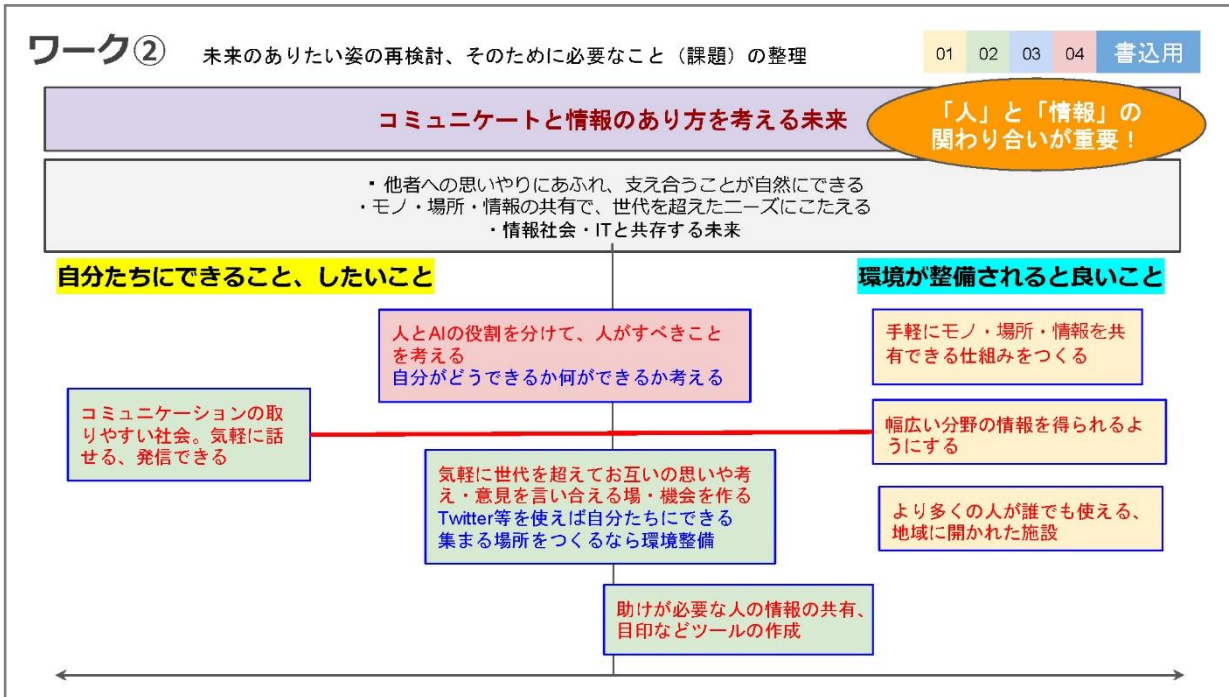 ワーク②
未来のありたい姿の再検討、そのために必要なこと（課題）の整理
01 02 03 04 書込用
コミュニケートと情報のあり方を考える未来
「人」と「情報」の
関わり合いが重要！
・他者への思いやりにあふれ、支え合うことが自然にできる
・モノ・場所・情報の共有で、世代を超えたニーズにこたえる
・情報社会・ITと共存する未来
自分たちにできること、したいこと
環境が整備されると良いこと
人とAIの役割を分けて、人がすべきこと
を考える
自分がどうできるか何ができるか考える
手軽にモノ・場所・情報を共
有できる仕組みをつくる
コミュニケーションの取
りやすい社会。気軽に話
せる、発信できる
幅広い分野の情報を得られるよ
うにする
気軽に世代を超えてお互いの思いや考
え・意見を言い合える場・機会を作る
Twitter等を使えば自分たちにできる
集まる場所をつくるなら環境整備
より多くの人が誰でも使える、
地域に開かれた施設
助けが必要な人の情報の共有、
目印などツールの作成